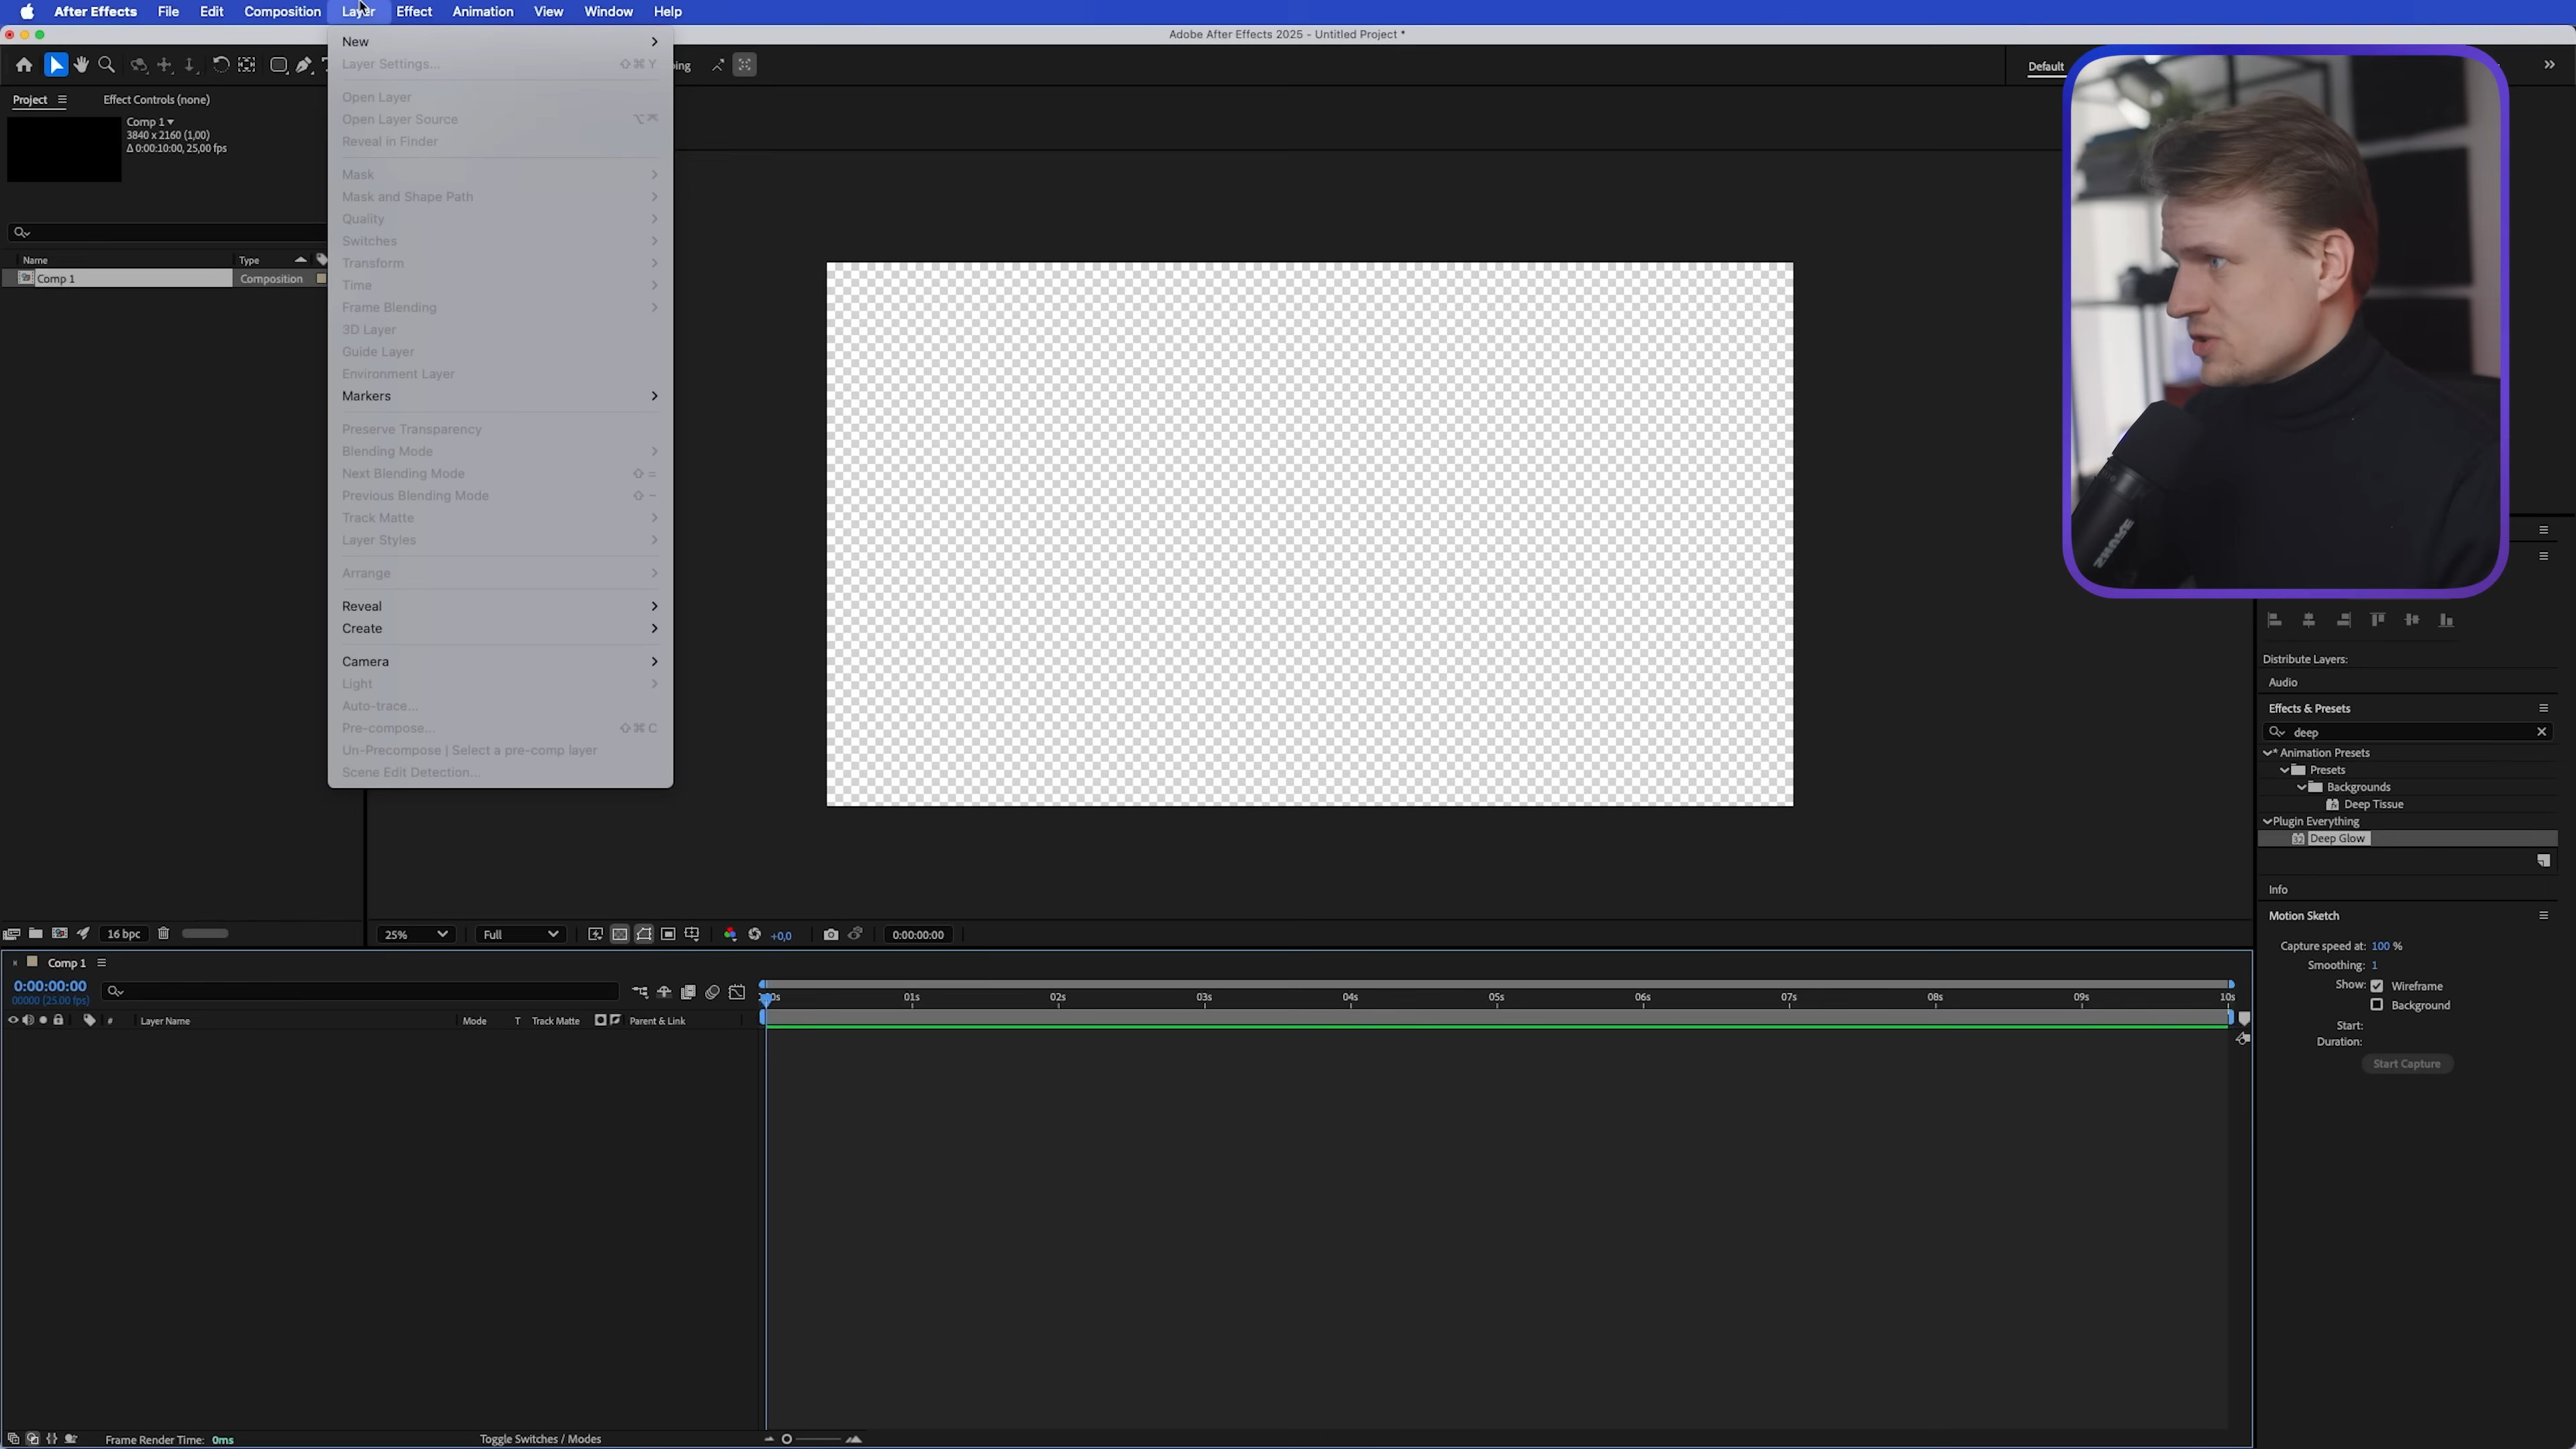 After Effects File Edit Composition Layer Effect Animation View Window Help
Adobe After Effects 2025 - Untitled Project *
ping
Default
Project
Effect Controls (none)
Comp 1
3840 x 2160 (1,00)
Δ 0:00:10:00, 25,00 fps
Name
Type
Comp 1
Composition
New
Layer Settings... ⇧⌘Y
Open Layer
Open Layer Source
Reveal in Finder
Mask
Mask and Shape Path
Quality
Switches
Transform
Time
Frame Blending
3D Layer
Guide Layer
Environment Layer
Markers
Preserve Transparency
Blending Mode
Next Blending Mode ⇧ =
Previous Blending Mode ⇧ −
Track Matte
Layer Styles
Arrange
Reveal
Create
Camera
Light
Auto-trace...
Pre-compose... ⇧⌘C
Un-Precompose | Select a pre-comp layer
Scene Edit Detection...
Distribute Layers:
Audio
Effects & Presets
deep
* Animation Presets
Presets
Backgrounds
Deep Tissue
Plugin Everything
Deep Glow
Info
Motion Sketch
Capture speed at: 100 %
Smoothing: 1
Show: Wireframe
Background
Start:
Duration:
Start Capture
16 bpc
25%
Full
+0,0
0:00:00:00
Comp 1
0:00:00:00
00000 (25.00 fps)
01s 02s 03s 04s 05s 06s 07s 08s 09s 10s
# Layer Name
Mode T Track Matte
Parent & Link
Frame Render Time: 0ms
Toggle Switches / Modes